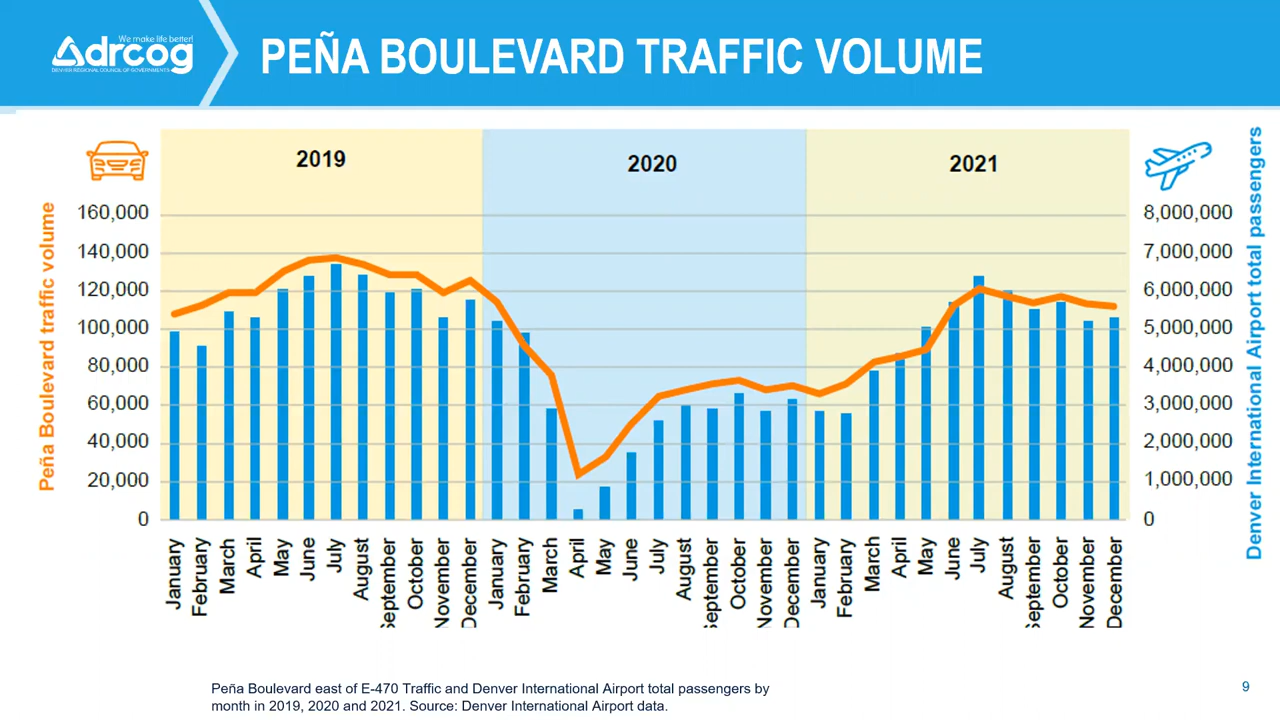 We make life better!
drcog
DENVER REGIONAL COUNCIL OF GOVERNMENTS
PEÑA BOULEVARD TRAFFIC VOLUME
2019
2020
2021
Peña Boulevard traffic volume
160,000
140,000
120,000
100,000
80,000
60,000
40,000
20,000
0
8,000,000
7,000,000
6,000,000
5,000,000
4,000,000
3,000,000
2,000,000
1,000,000
0
Denver International Airport total passengers
January
February
March
April
May
June
July
August
September
October
November
December
January
February
March
April
May
June
July
August
September
October
November
December
January
February
March
April
May
June
July
August
September
October
November
December
Peña Boulevard east of E-470 Traffic and Denver International Airport total passengers by
month in 2019, 2020 and 2021. Source: Denver International Airport data.
9